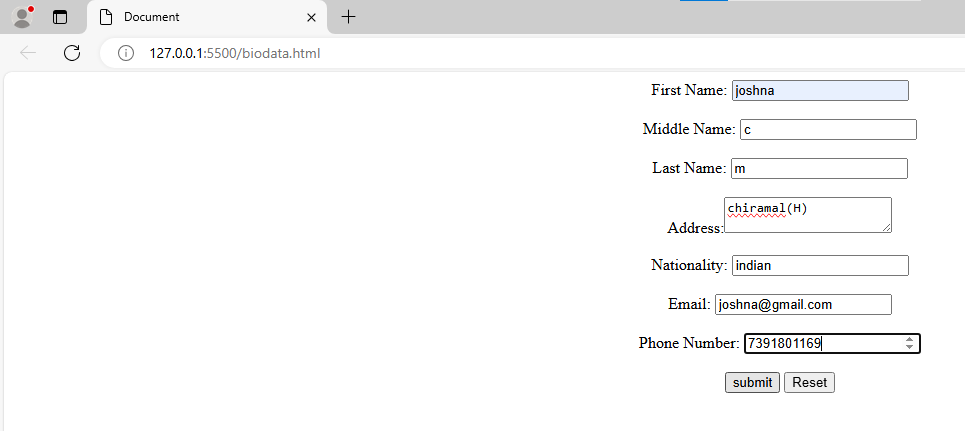 Document
127.0.0.1:5500/biodata.html
First Name: joshna
Middle Name: c
Last Name: m
chiramal(H)
Address:
Nationality: indian
Email: joshna@gmail.com
Phone Number: 7391801169
submit Reset